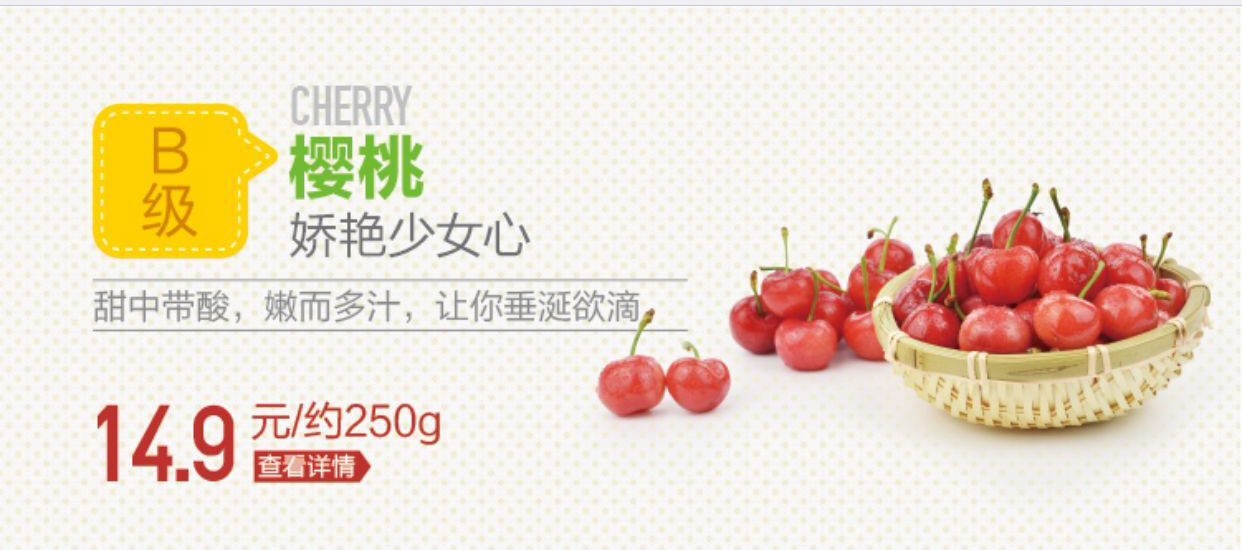 B
级
CHERRY
樱桃
娇艳少女心
甜中带酸，嫩而多汁，让你垂涎欲滴。
14.9 元/约250g
查看详情